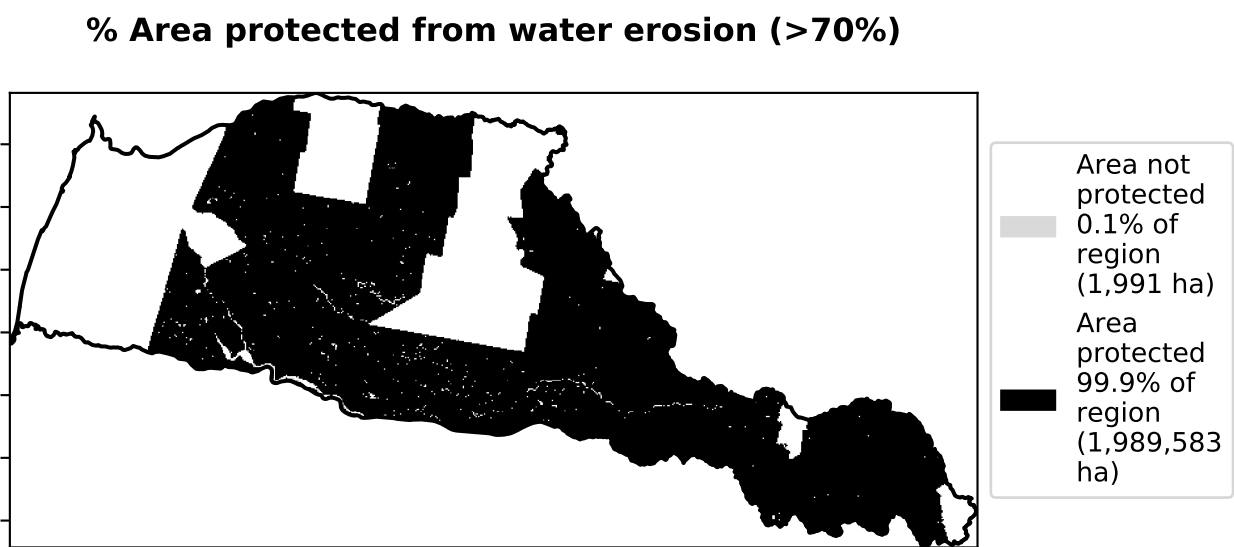 % Area protected from water erosion (>70%)
Area not
protected
0.1% of
region
(1,991 ha)
Area
protected
99.9% of
region
(1,989,583
ha)